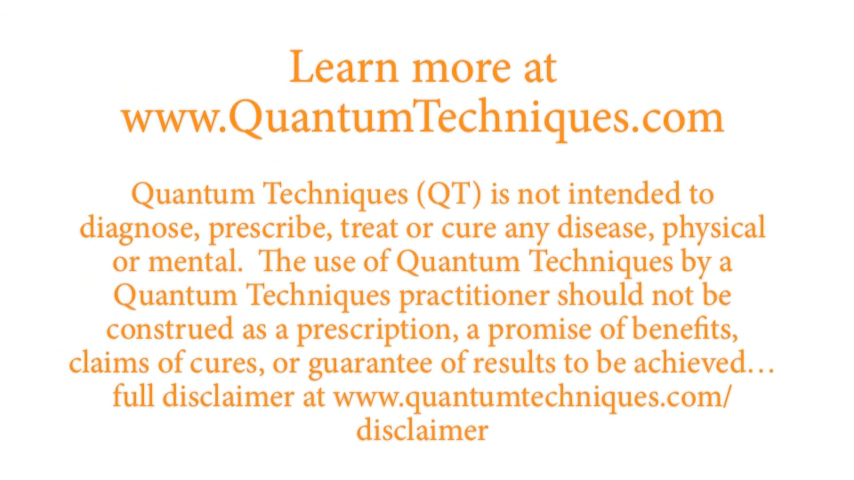 Learn more at
www.QuantumTechniques.com
Quantum Techniques (QT) is not intended to
diagnose, prescribe, treat or cure any disease, physical
or mental.  The use of Quantum Techniques by a
Quantum Techniques practitioner should not be
construed as a prescription, a promise of benefits,
claims of cures, or guarantee of results to be achieved…
full disclaimer at www.quantumtechniques.com/
disclaimer